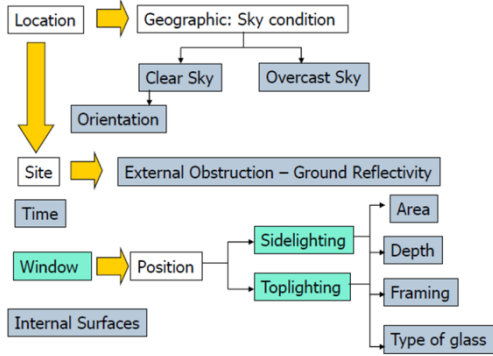 Location
Geographic: Sky condition
Clear Sky
Overcast Sky
Orientation
Site
External Obstruction – Ground Reflectivity
Time
Area
Sidelighting
Depth
Window
Position
Toplighting
Framing
Internal Surfaces
Type of glass